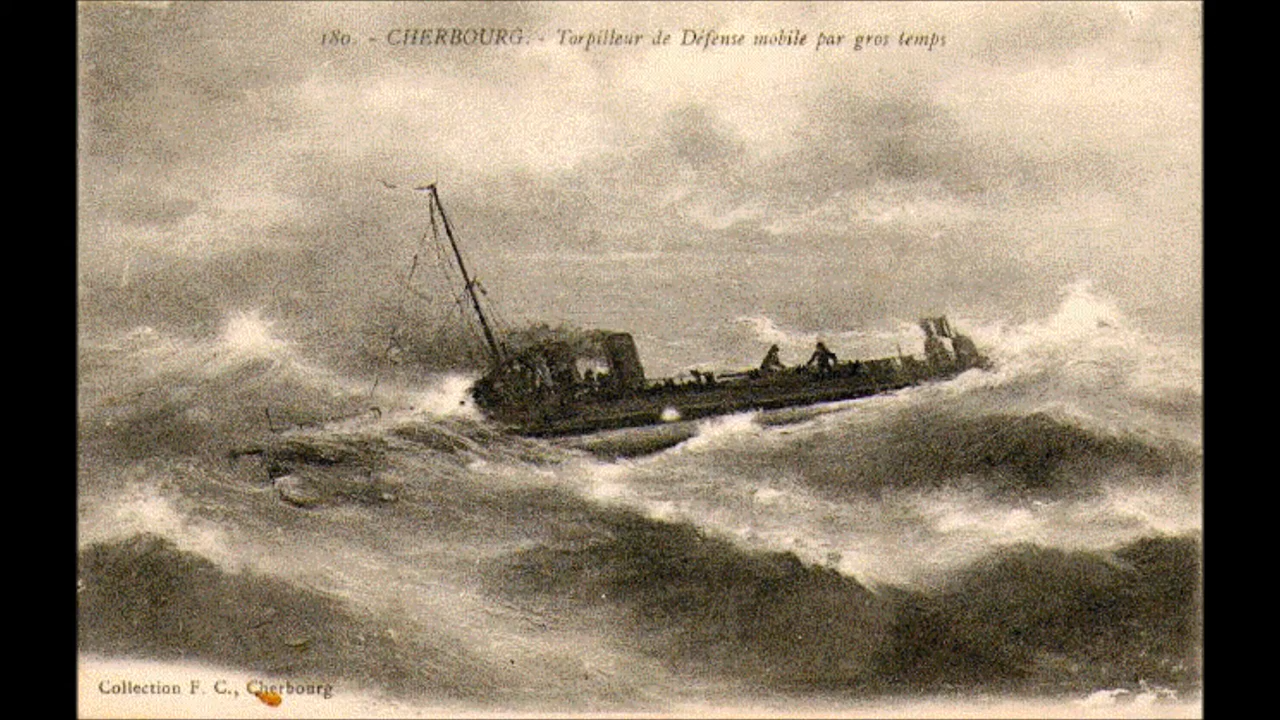 180. - CHERBOURG. - Torpilleur de Défense mobile par gros temps
Collection F. C., Cherbourg